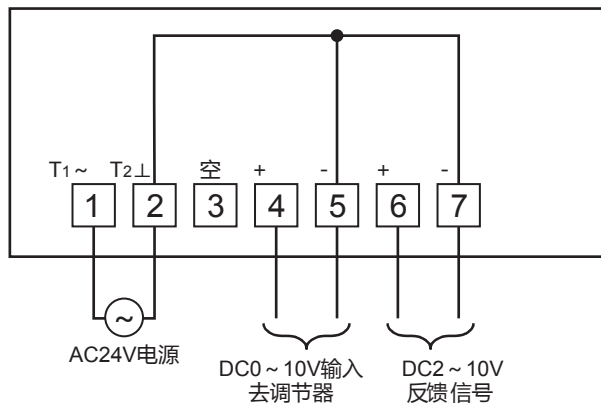 T1~ T2⊥ 空 + - + -
1 2 3 4 5 6 7
~
AC24V电源
DC0~10V输入
去调节器
DC2~10V
反馈信号